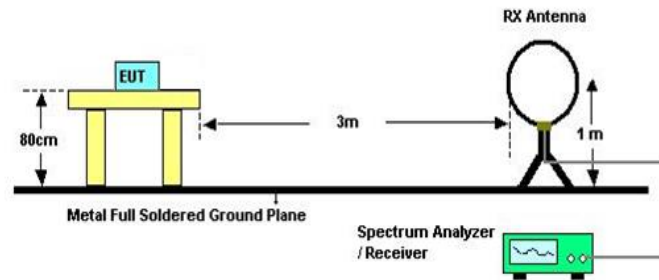 RX Antenna
EUT
80cm
3m
1 m
Metal Full Soldered Ground Plane
Spectrum Analyzer
/ Receiver